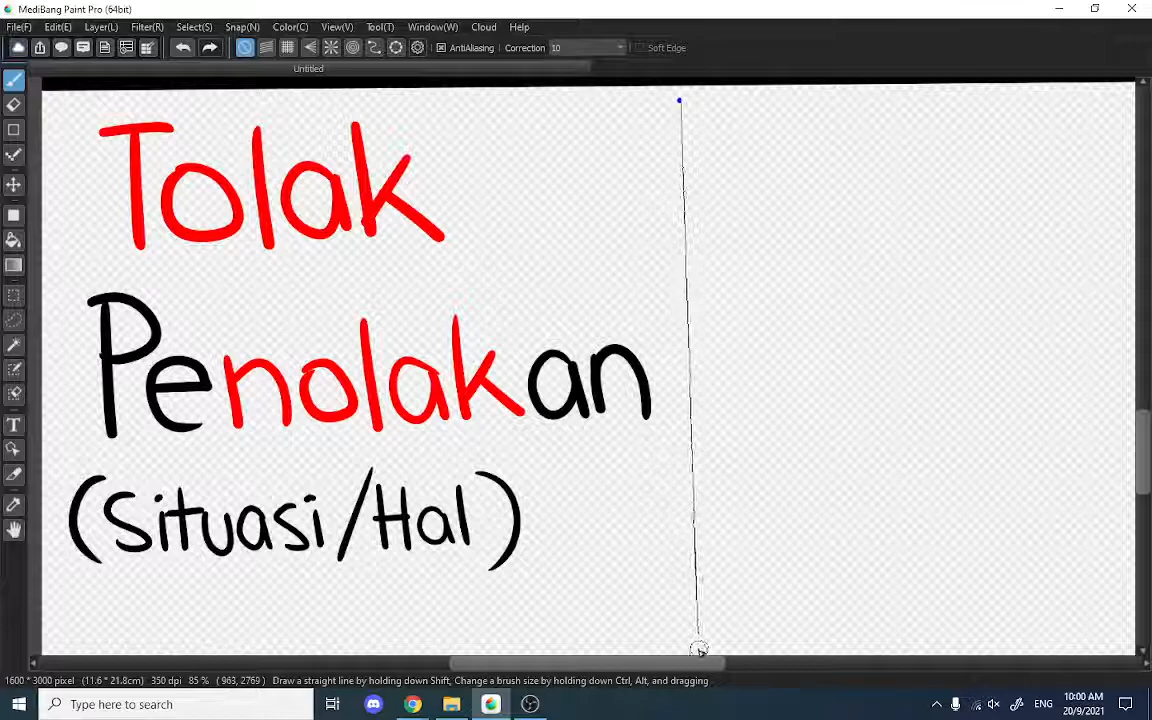 MediBang Paint Pro (64bit)
File(F) Edit(E) Layer(L) Filter(R) Select(S) Snap(N) Color(C) View(V) Tool(T) Window(W) Cloud Help
AntiAliasing Correction 10 Soft Edge
Untitled
Tolak
Penolakan
(Situasi/Hal)
1600 * 3000 pixel (11.6 * 21.8cm) 350 dpi 85 % ( 963, 2769) Draw a straight line by holding down Shift, Change a brush size by holding down Ctrl, Alt, and dragging
Type here to search
ENG
10:00 AM
20/9/2021